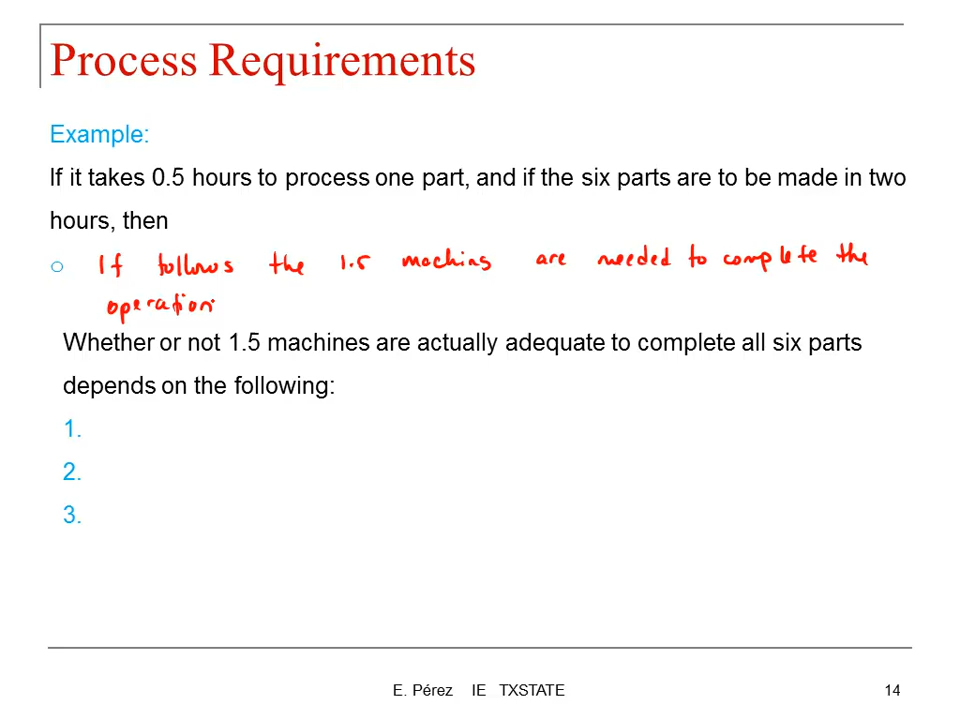 Process Requirements
Example:
If it takes 0.5 hours to process one part, and if the six parts are to be made in two
hours, then
If follows the 1.5 machins are needed to complete the
operation
Whether or not 1.5 machines are actually adequate to complete all six parts
depends on the following:
1.
2.
3.
E. Pérez IE TXSTATE 14